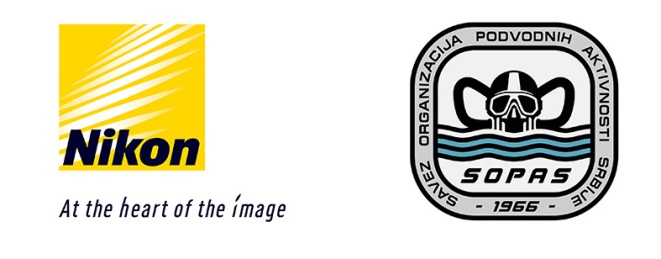 Nikon
At the heart of the image
SAVEZ ORGANIZACIJA PODVODNIH AKTIVNOSTI SRBIJE
SOPAS
- 1966 -